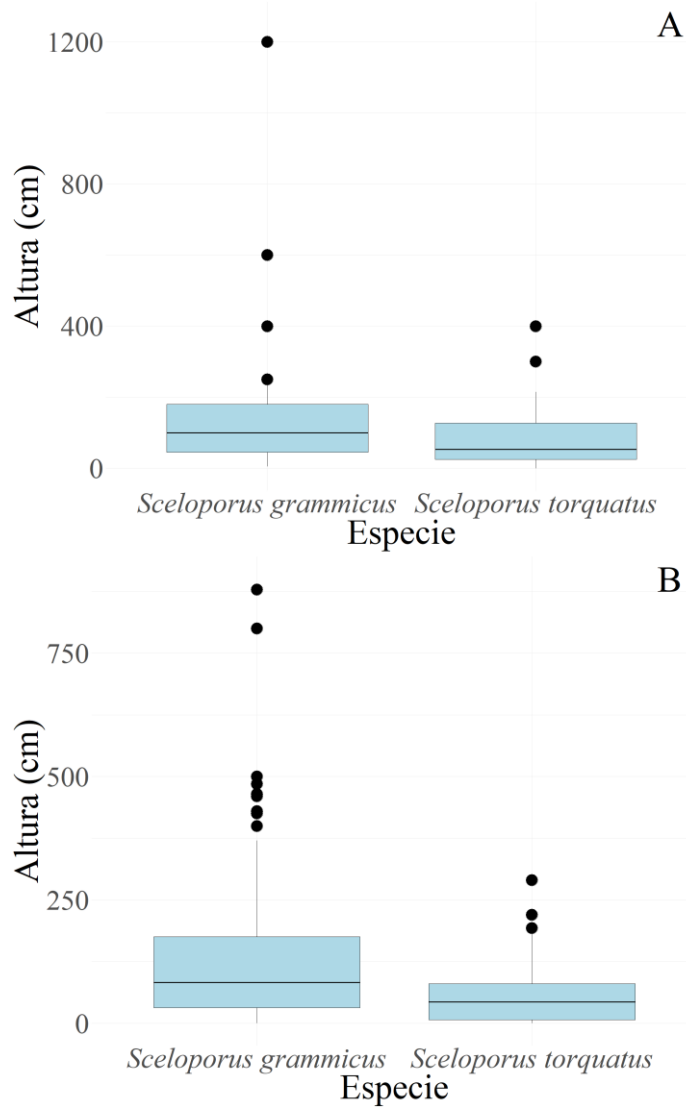 A
1200
800
400
0
Altura (cm)
Sceloporus grammicus Sceloporus torquatus
Especie
B
750
500
250
0
Altura (cm)
Sceloporus grammicus Sceloporus torquatus
Especie